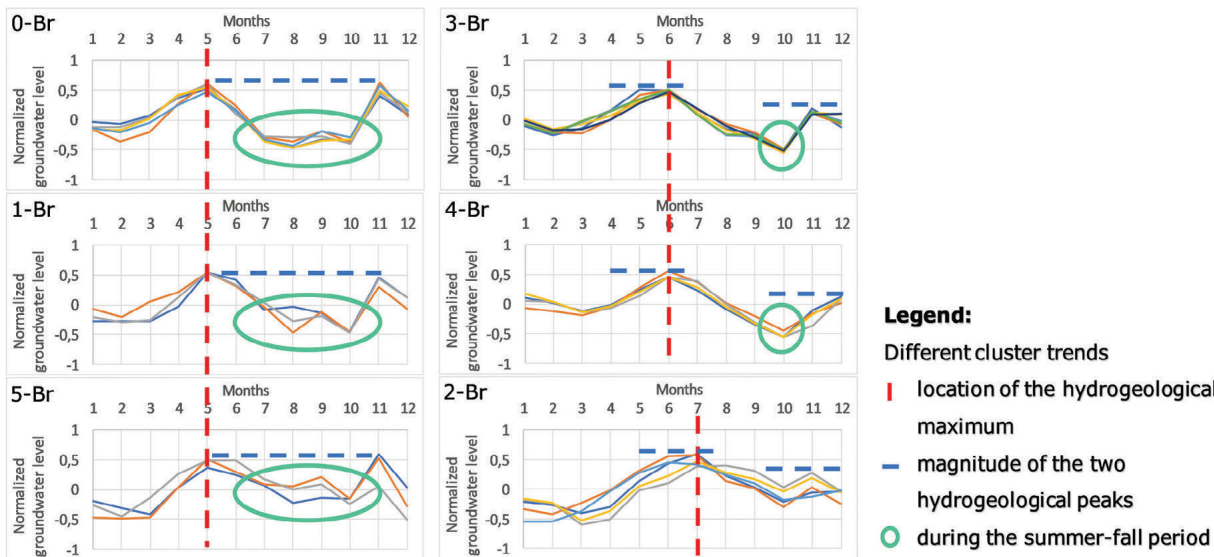 0-Br
Months
1 2 3 4 5 6 7 8 9 10 11 12
Normalized
groundwater level
1
0,5
0
-0,5
-1
3-Br
Months
1 2 3 4 5 6 7 8 9 10 11 12
Normalized
groundwater level
1
0,5
0
-0,5
-1
1-Br
Months
1 2 3 4 5 6 7 8 9 10 11 12
Normalized
groundwater level
1
0,5
0
-0,5
-1
4-Br
Months
1 2 3 4 5 6 7 8 9 10 11 12
Normalized
groundwater level
1
0,5
0
-0,5
-1
5-Br
Months
1 2 3 4 5 6 7 8 9 10 11 12
Normalized
groundwater level
1
0,5
0
-0,5
-1
2-Br
Months
1 2 3 4 5 6 7 8 9 10 11 12
Normalized
groundwater level
1
0,5
0
-0,5
-1
Legend:
Different cluster trends
location of the hydrogeological
maximum
magnitude of the two
hydrogeological peaks
during the summer-fall period